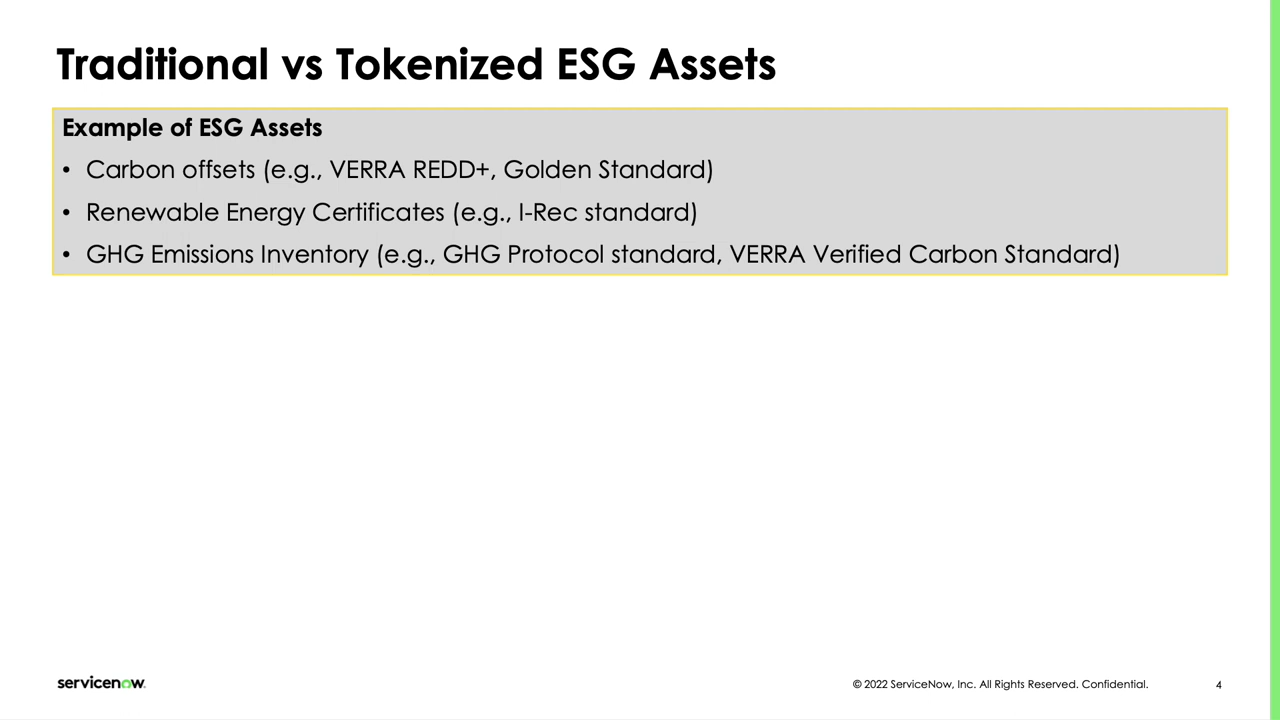 Traditional vs Tokenized ESG Assets
Example of ESG Assets
• Carbon offsets (e.g., VERRA REDD+, Golden Standard)
• Renewable Energy Certificates (e.g., I-Rec standard)
• GHG Emissions Inventory (e.g., GHG Protocol standard, VERRA Verified Carbon Standard)
servicenow.
© 2022 ServiceNow, Inc. All Rights Reserved. Confidential.
4